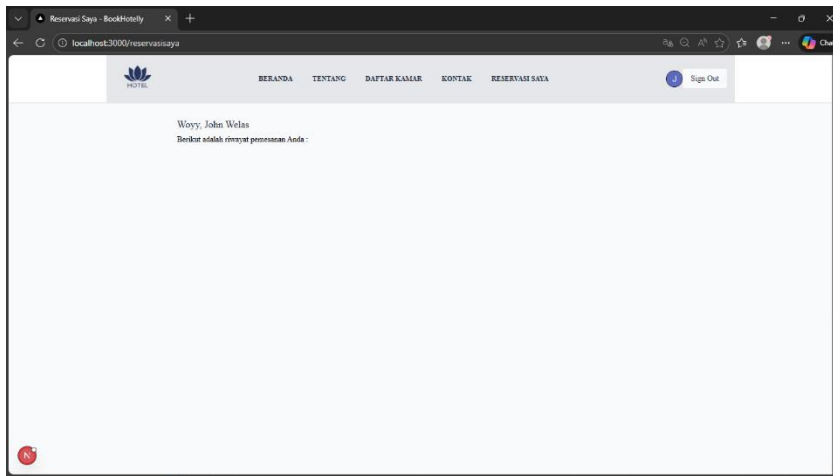 Reservasi Saya - BookHotelly
localhost:3000/reservasisaya
Cha
HOTEL
BERANDA TENTANG DAFTAR KAMAR KONTAK RESERVASI SAYA
J Sign Out
Woyy, John Welas
Berikut adalah riwayat pemesanan Anda :
N